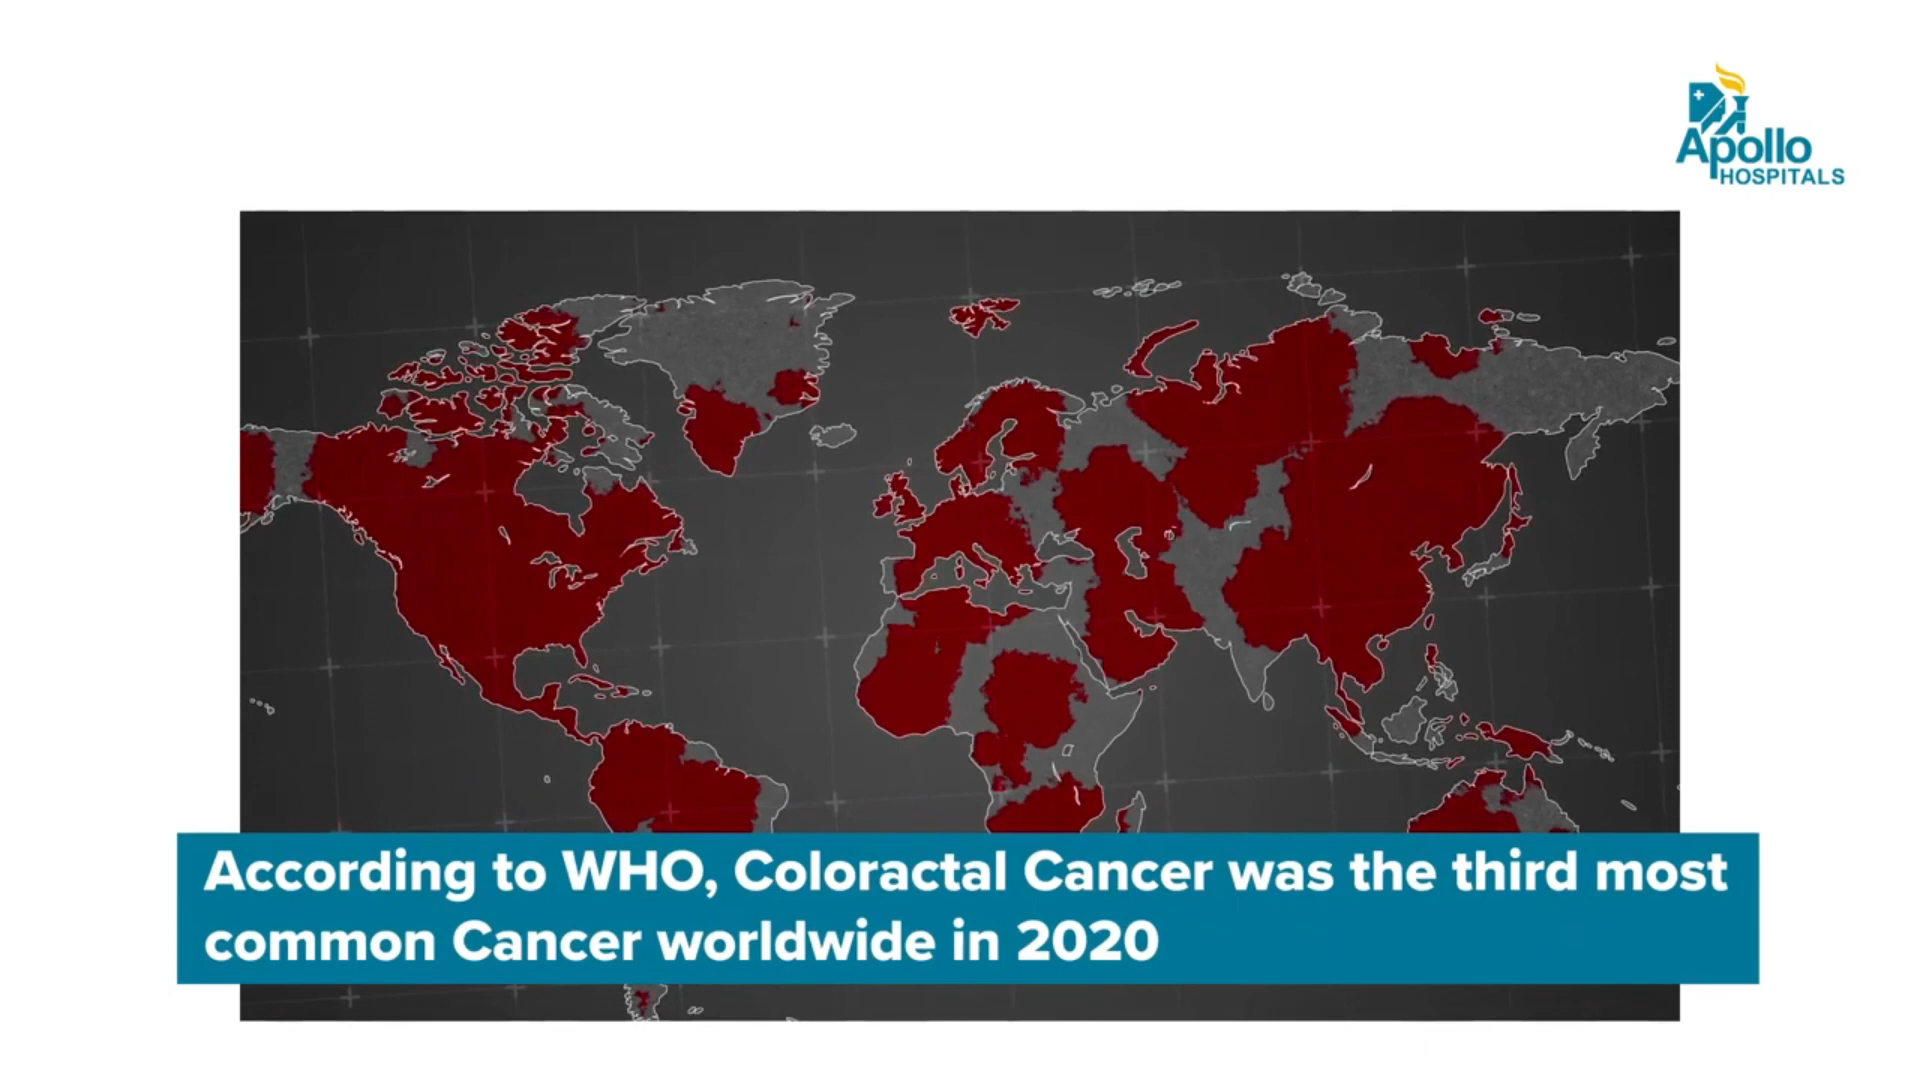 Apollo
HOSPITALS
According to WHO, Coloractal Cancer was the third most
common Cancer worldwide in 2020